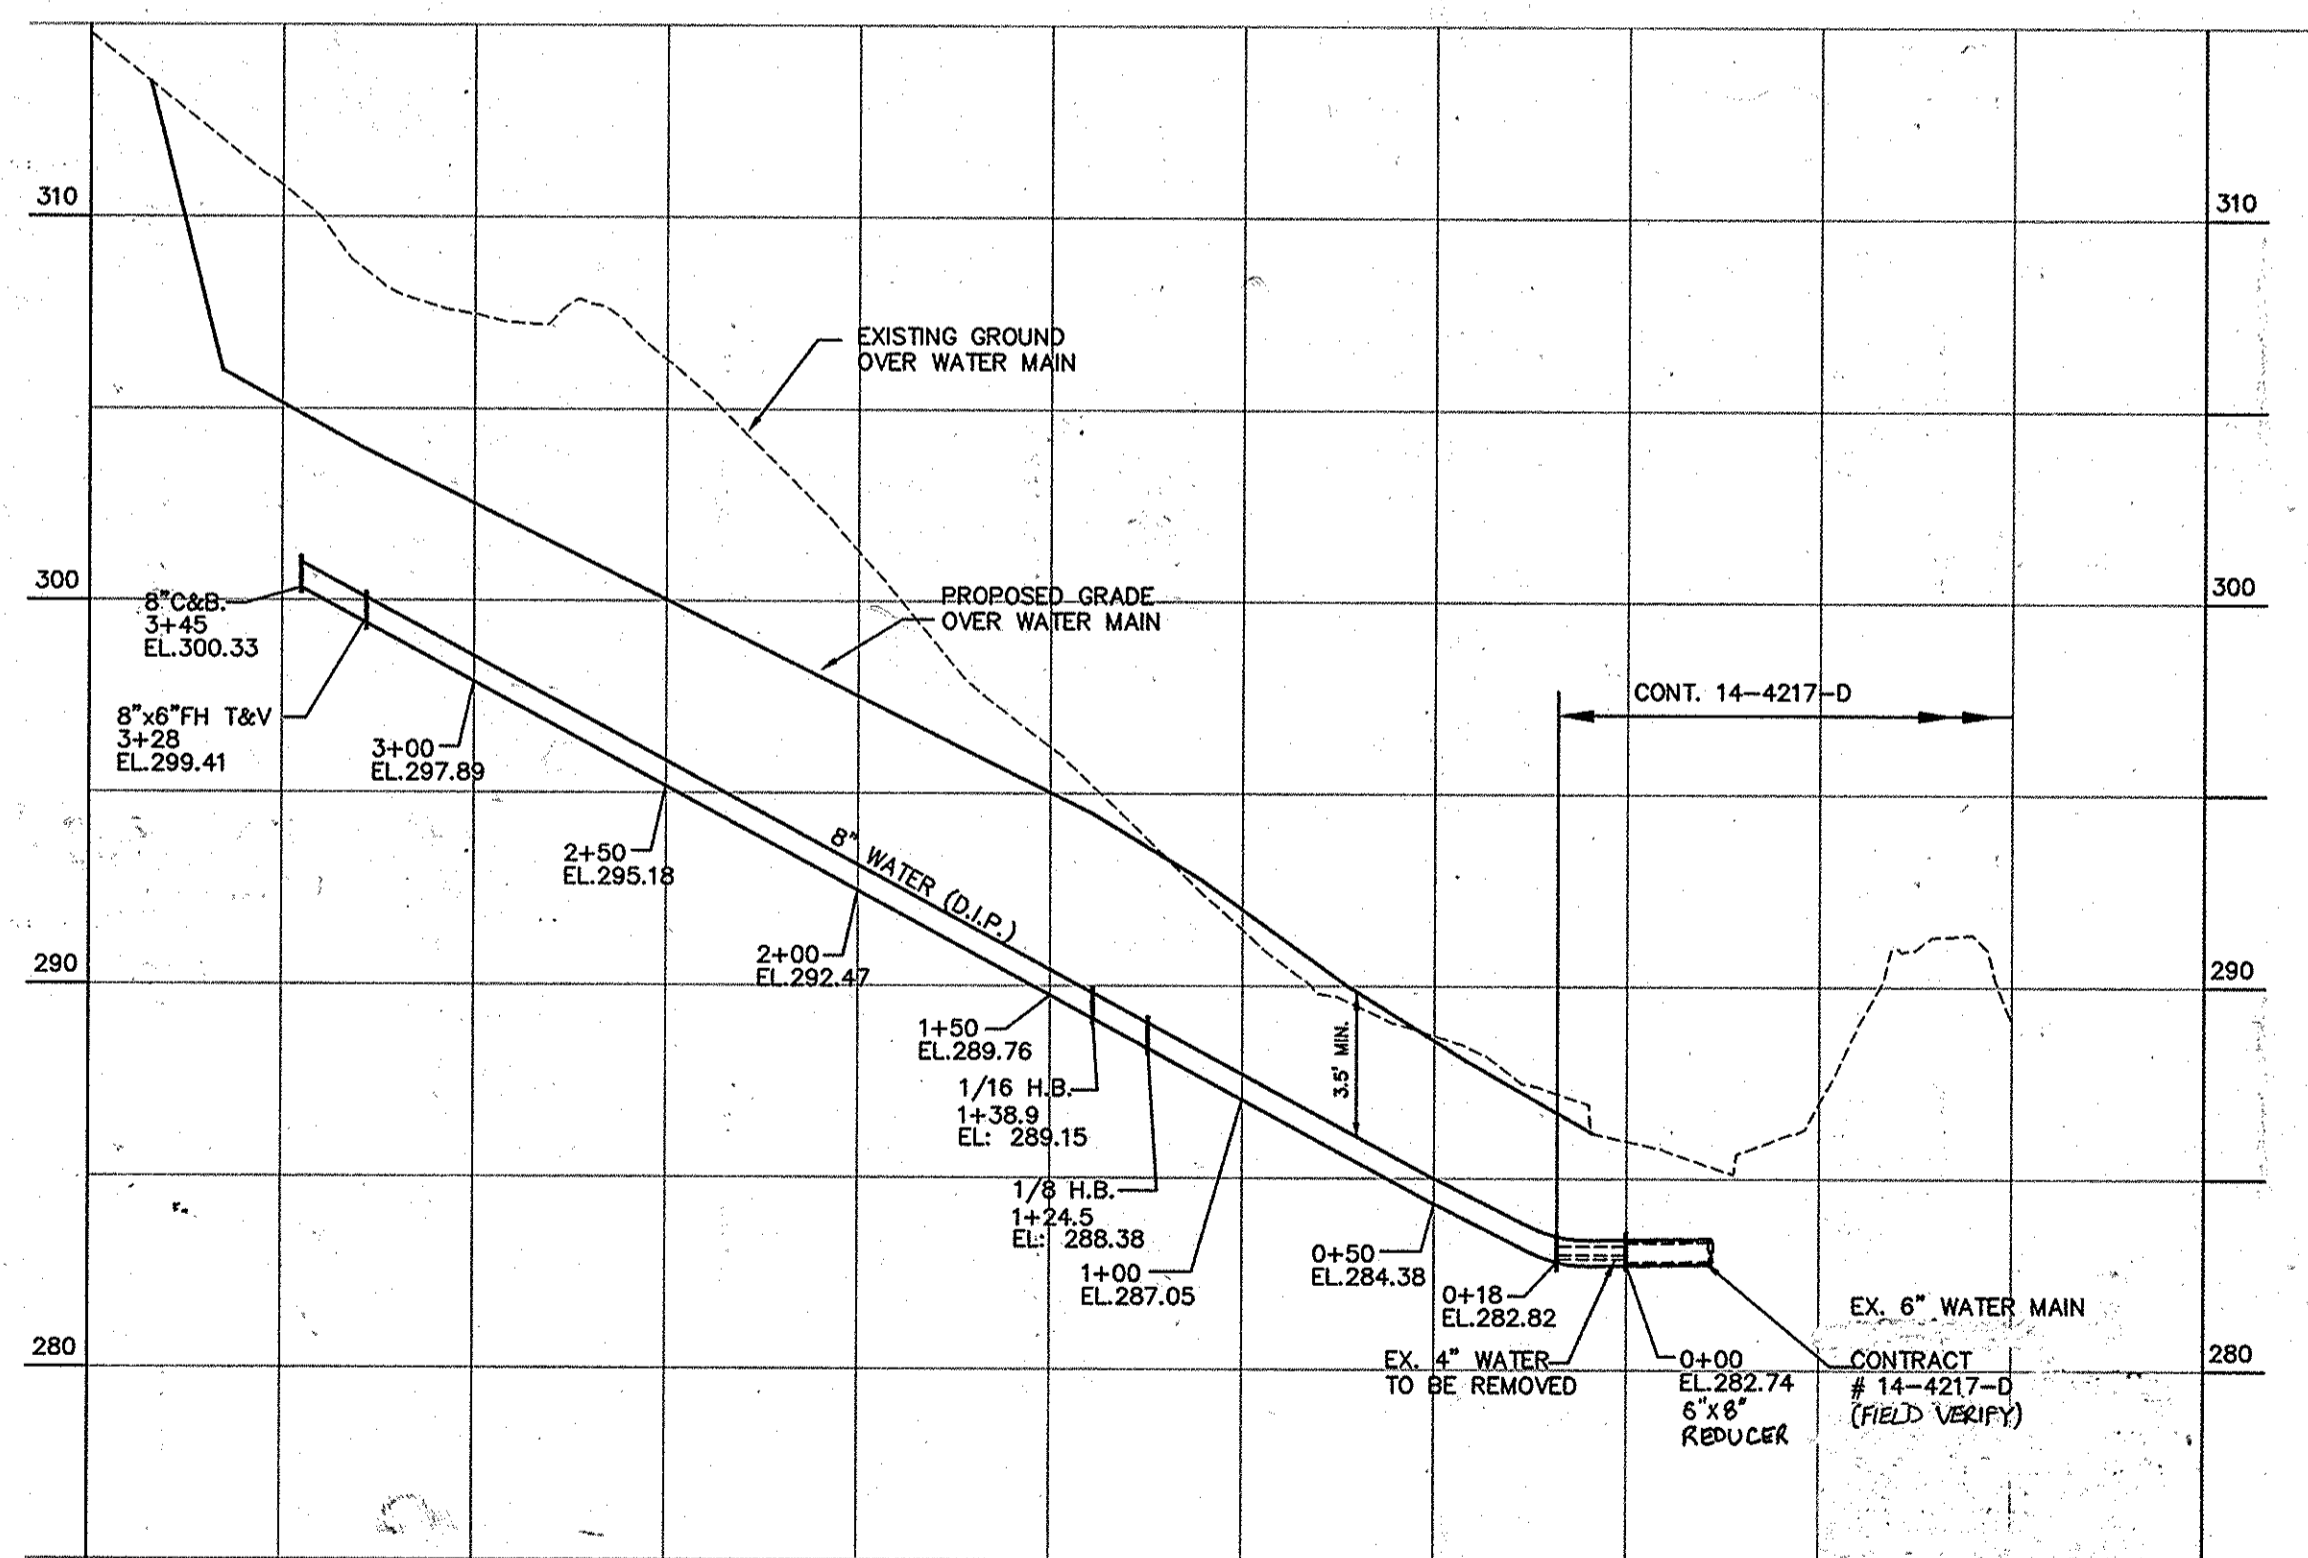 310
310
EXISTING GROUND
OVER WATER MAIN
300
300
8"C&B.
3+45
EL.300.33
PROPOSED GRADE
OVER WATER MAIN
CONT. 14-4217-D
8"x6"FH T&V
3+28
EL.299.41
3+00
EL.297.89
2+50
EL.295.18
8" WATER (D.I.P.)
2+00
EL.292.47
290
290
1+50
EL.289.76
3.5' MIN.
1/16 H.B.
1+38.9
EL: 289.15
1/8 H.B.
1+24.5
EL: 288.38
1+00
EL.287.05
0+50
EL.284.38
0+18
EL.282.82
EX. 6" WATER MAIN
280
280
EX. 4" WATER
TO BE REMOVED
0+00
EL.282.74
6"X8"
REDUCER
CONTRACT
# 14-4217-D
(FIELD VERIFY)